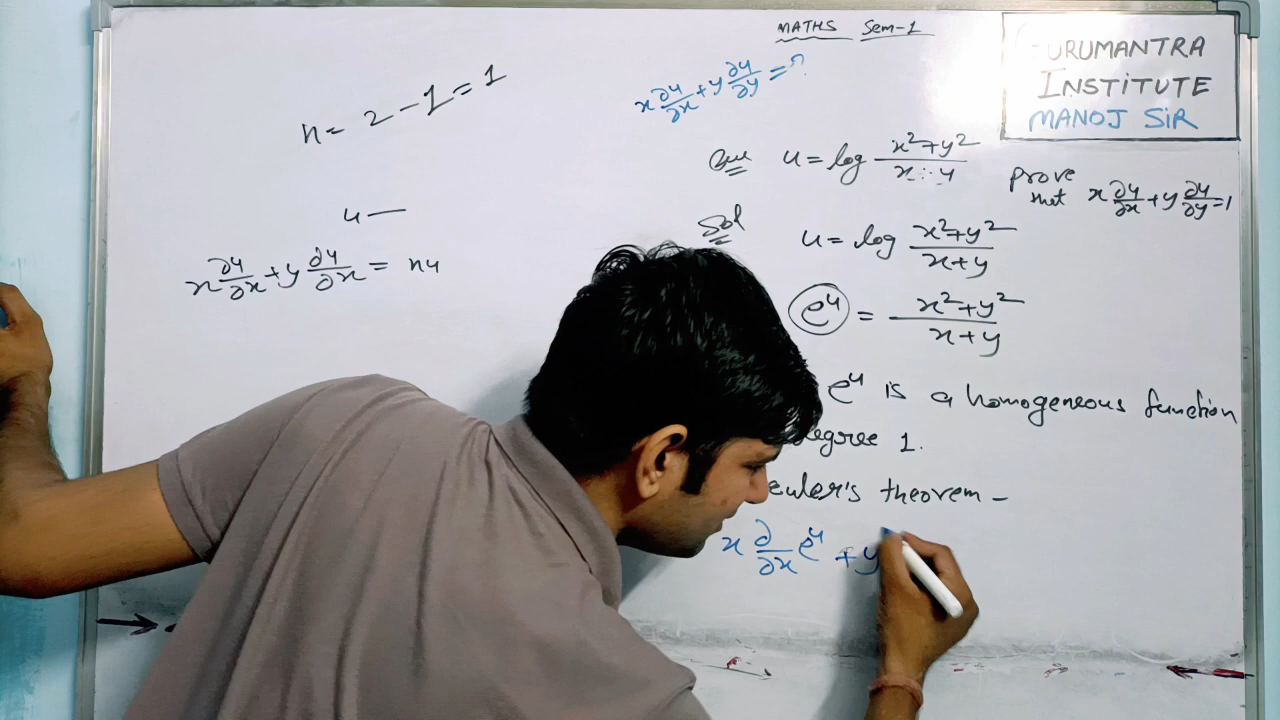 MATHS Sem-1
URUMANTRA
INSTITUTE
MANOJ SIR
n = 2 - 1 = 1
x ∂u/∂x + y ∂u/∂y = ?
u —
x ∂u/∂x + y ∂u/∂x = nu
Que u = log (x²+y²)/(x+y) prove that x ∂u/∂x + y ∂u/∂y = 1
Sol
u = log (x²+y²)/(x+y)
e^u = (x²+y²)/(x+y)
e^u is a homogeneous function
degree 1.
euler's theorem -
x ∂/∂x e^u + y